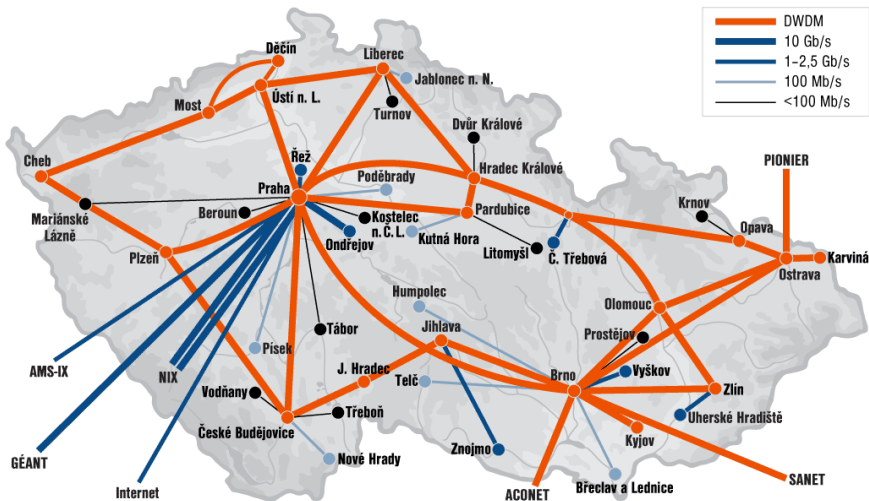 DWDM
10 Gb/s
1–2,5 Gb/s
100 Mb/s
<100 Mb/s
Děčín
Liberec
Jablonec n. N.
Most
Ústí n. L.
Turnov
Dvůr Králové
Cheb
Řež
Poděbrady
Hradec Králové
PIONIER
Praha
Krnov
Mariánské
Lázně
Beroun
Kostelec
n. Č. L.
Pardubice
Opava
Plzeň
Ondřejov
Kutná Hora
Litomyšl
Č. Třebová
Ostrava
Karviná
Humpolec
Olomouc
Tábor
Jihlava
Prostějov
Písek
AMS-IX
NIX
J. Hradec
Telč
Brno
Vyškov
Zlín
Vodňany
Třeboň
Uherské Hradiště
České Budějovice
Kyjov
GÉANT
Nové Hrady
Znojmo
Břeclav a Lednice
SANET
Internet
ACONET